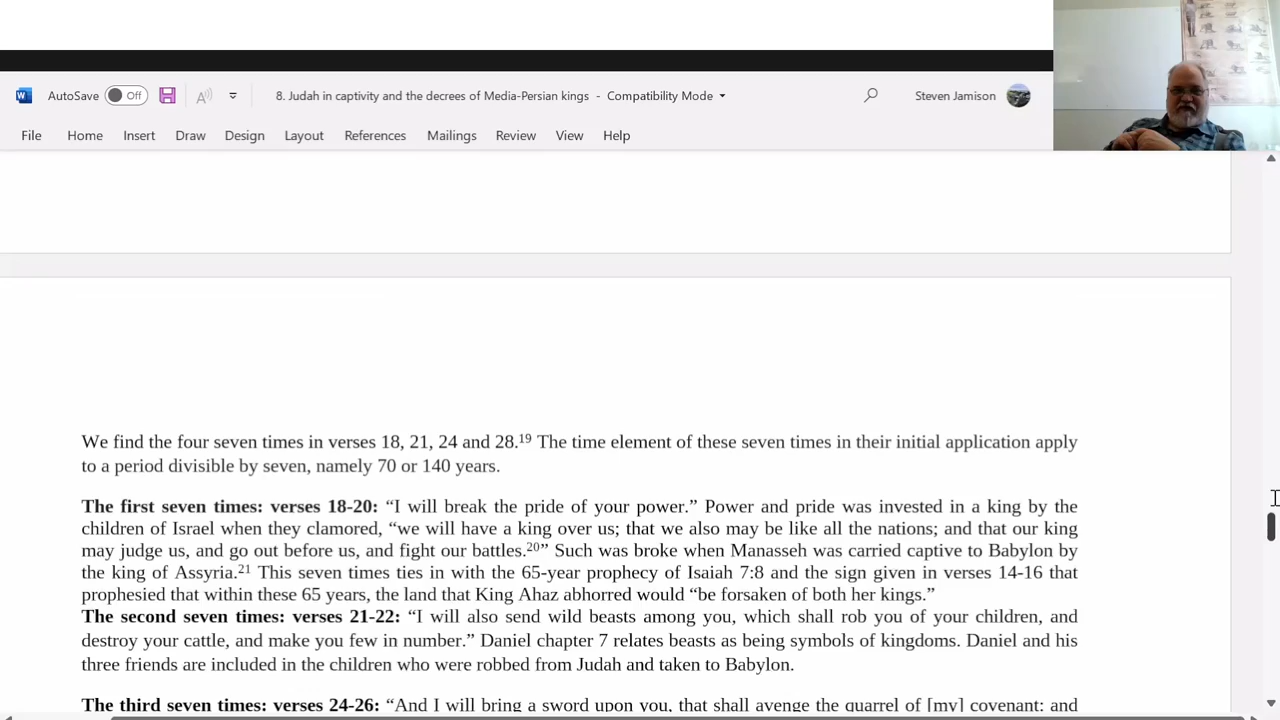 AutoSave Off 8. Judah in captivity and the decrees of Media-Persian kings - Compatibility Mode Steven Jamison
File Home Insert Draw Design Layout References Mailings Review View Help
We find the four seven times in verses 18, 21, 24 and 28.19 The time element of these seven times in their initial application apply
to a period divisible by seven, namely 70 or 140 years.
The first seven times: verses 18-20: “I will break the pride of your power.” Power and pride was invested in a king by the
children of Israel when they clamored, “we will have a king over us; that we also may be like all the nations; and that our king
may judge us, and go out before us, and fight our battles.20” Such was broke when Manasseh was carried captive to Babylon by
the king of Assyria.21 This seven times ties in with the 65-year prophecy of Isaiah 7:8 and the sign given in verses 14-16 that
prophesied that within these 65 years, the land that King Ahaz abhorred would “be forsaken of both her kings.”
The second seven times: verses 21-22: “I will also send wild beasts among you, which shall rob you of your children, and
destroy your cattle, and make you few in number.” Daniel chapter 7 relates beasts as being symbols of kingdoms. Daniel and his
three friends are included in the children who were robbed from Judah and taken to Babylon.
The third seven times: verses 24-26: “And I will bring a sword upon you, that shall avenge the quarrel of [my] covenant: and